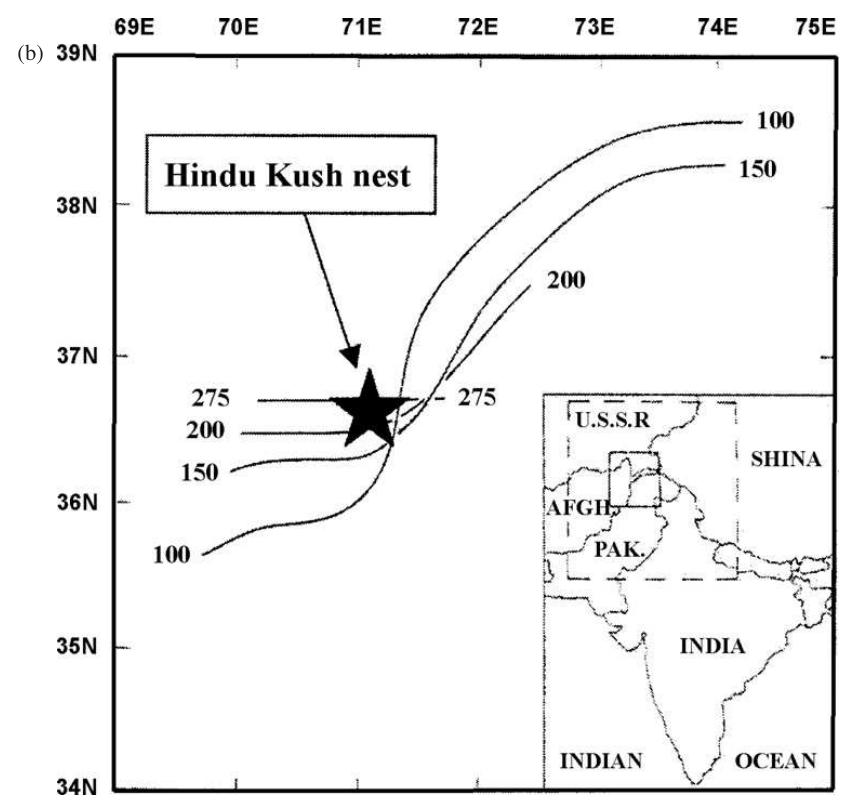 69E 70E 71E 72E 73E 74E 75E
(b) 39N
100
150
Hindu Kush nest
38N
200
37N
275 275
200
U.S.S.R
150
SHINA
36N
AFGH.
100
PAK.
35N
INDIA
INDIAN OCEAN
34N